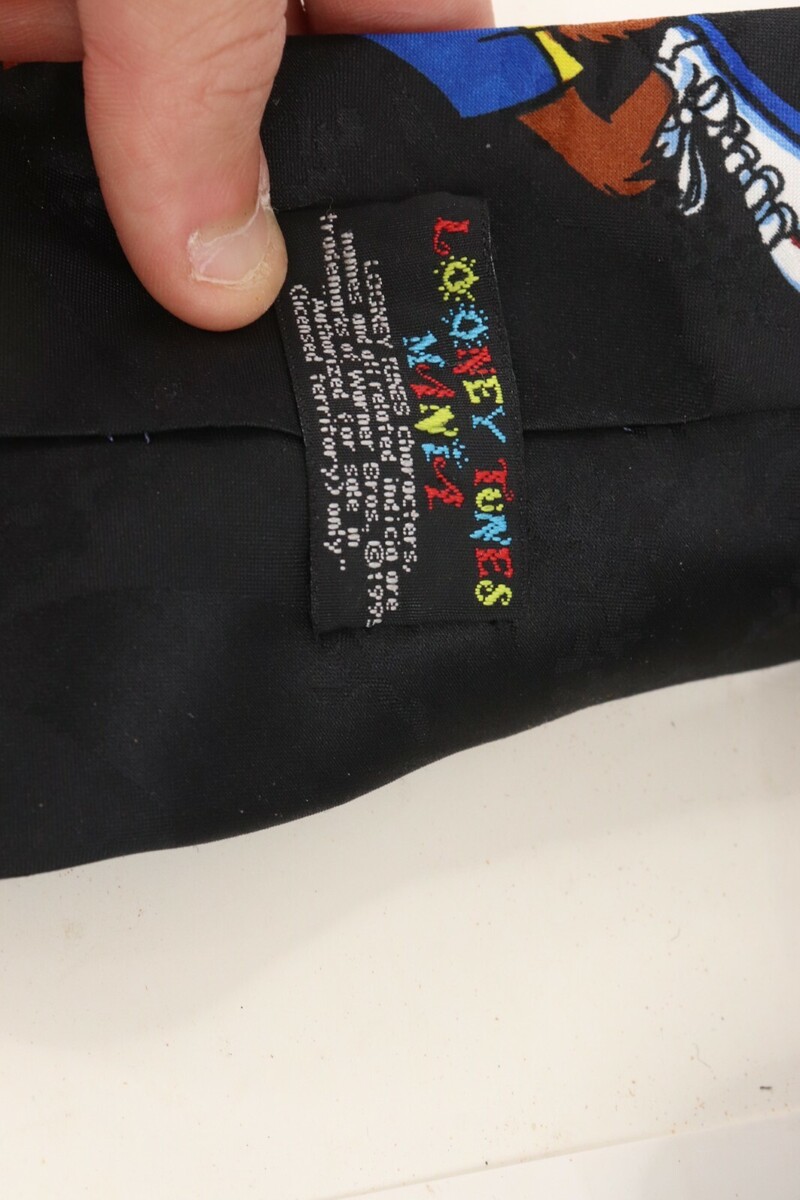 LOONEY TUNES
MANIA
LOONEY TUNES characters,
names and all related indicia are
trademarks of Warner Bros. ©199
Authorized for sale in
(licensed territory) only.